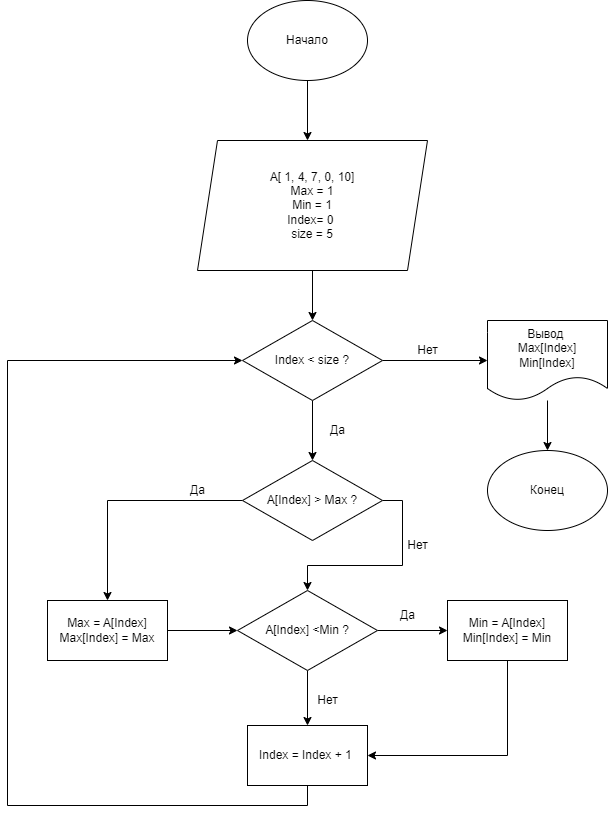 Начало
A[ 1, 4, 7, 0, 10]
Max = 1
Min = 1
Index= 0
size = 5
Index < size ?
Нет
Вывод
Max[Index]
Min[Index]
Да
Конец
A[Index] > Max ?
Да
Нет
Max = A[Index]
Max[Index] = Max
A[Index] <Min ?
Да
Min = A[Index]
Min[Index] = Min
Нет
Index = Index + 1